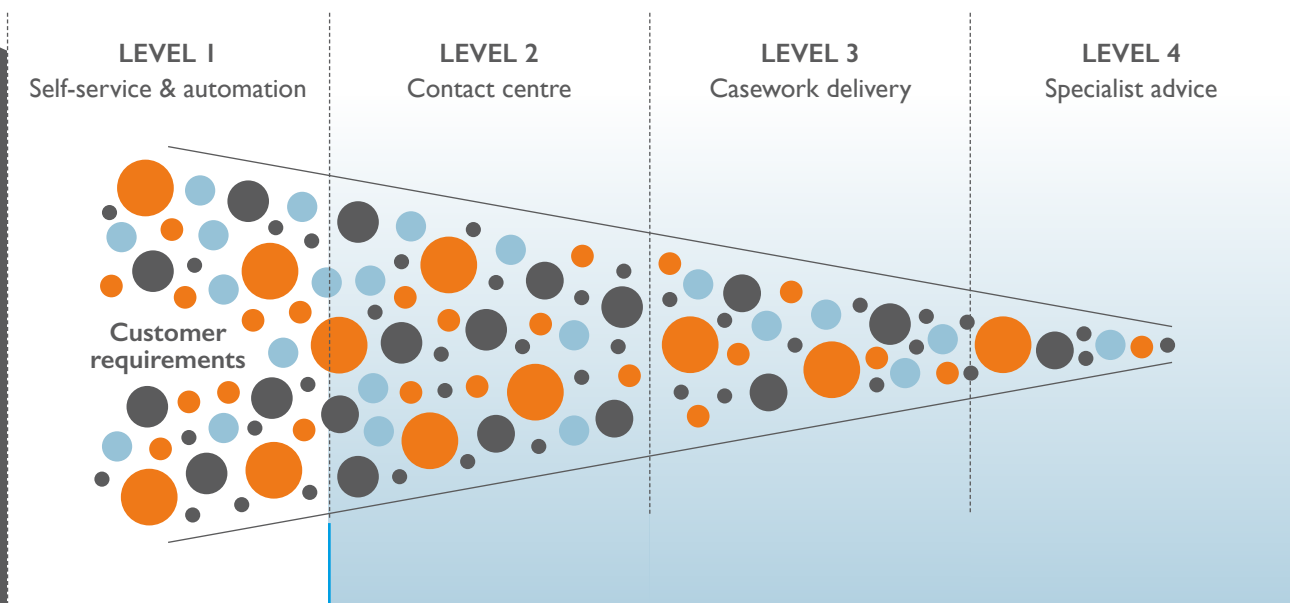 LEVEL 1
Self-service & automation
LEVEL 2
Contact centre
LEVEL 3
Casework delivery
LEVEL 4
Specialist advice
Customer
requirements